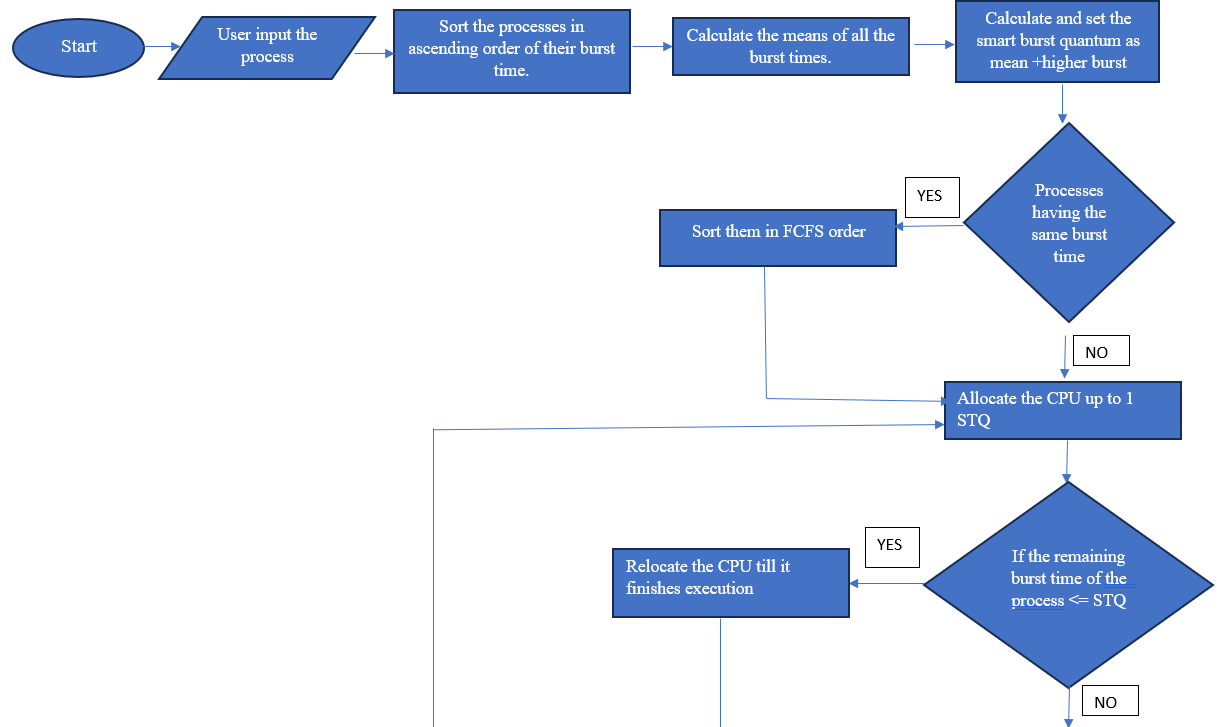 Start
User input the
process
Sort the processes in
ascending order of their burst
time.
Calculate the means of all the
burst times.
Calculate and set the
smart burst quantum as
mean +higher burst
Processes
having the
same burst
time
YES
Sort them in FCFS order
NO
Allocate the CPU up to 1
STQ
If the remaining
burst time of the
process <= STQ
YES
Relocate the CPU till it
finishes execution
NO